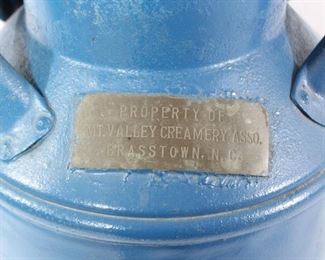 PROPERTY OF
MT. VALLEY CREAMERY ASSO.
BRASSTOWN, N.C.